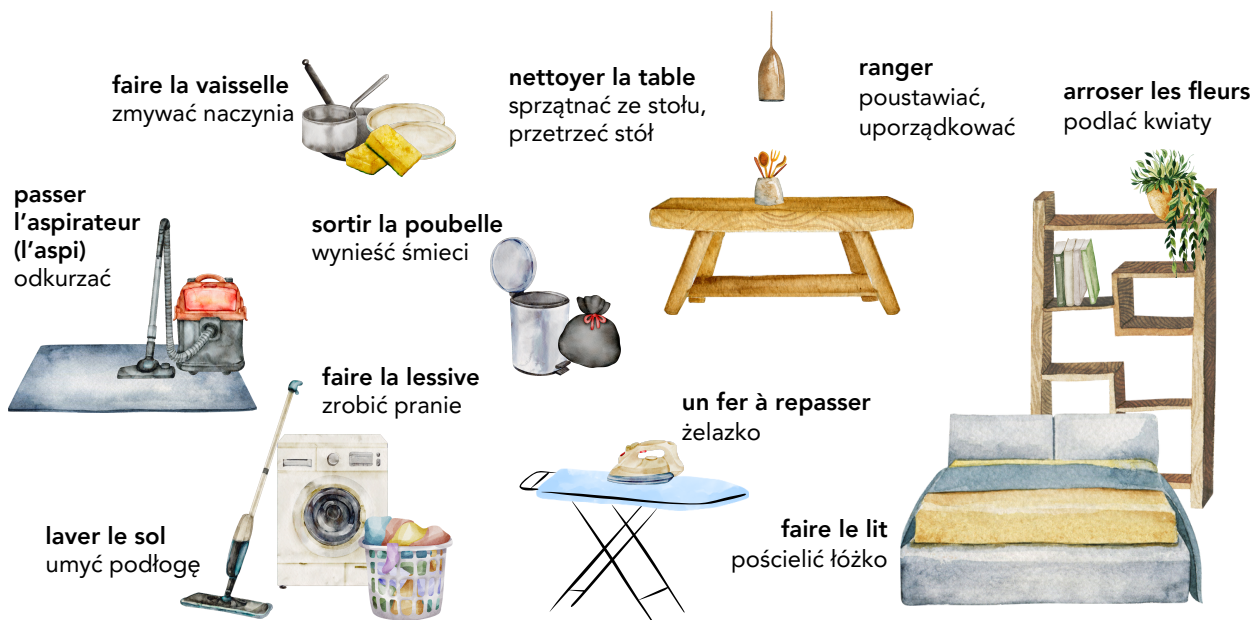 faire la vaisselle
zmywać naczynia
nettoyer la table
sprzątnać ze stołu,
przetrzeć stół
ranger
poustawiać,
uporządkować
arroser les fleurs
podlać kwiaty
passer
l'aspirateur
(l'aspi)
odkurzać
sortir la poubelle
wynieść śmieci
faire la lessive
zrobić pranie
un fer à repasser
żelazko
laver le sol
umyć podłogę
faire le lit
pościelić łóżko